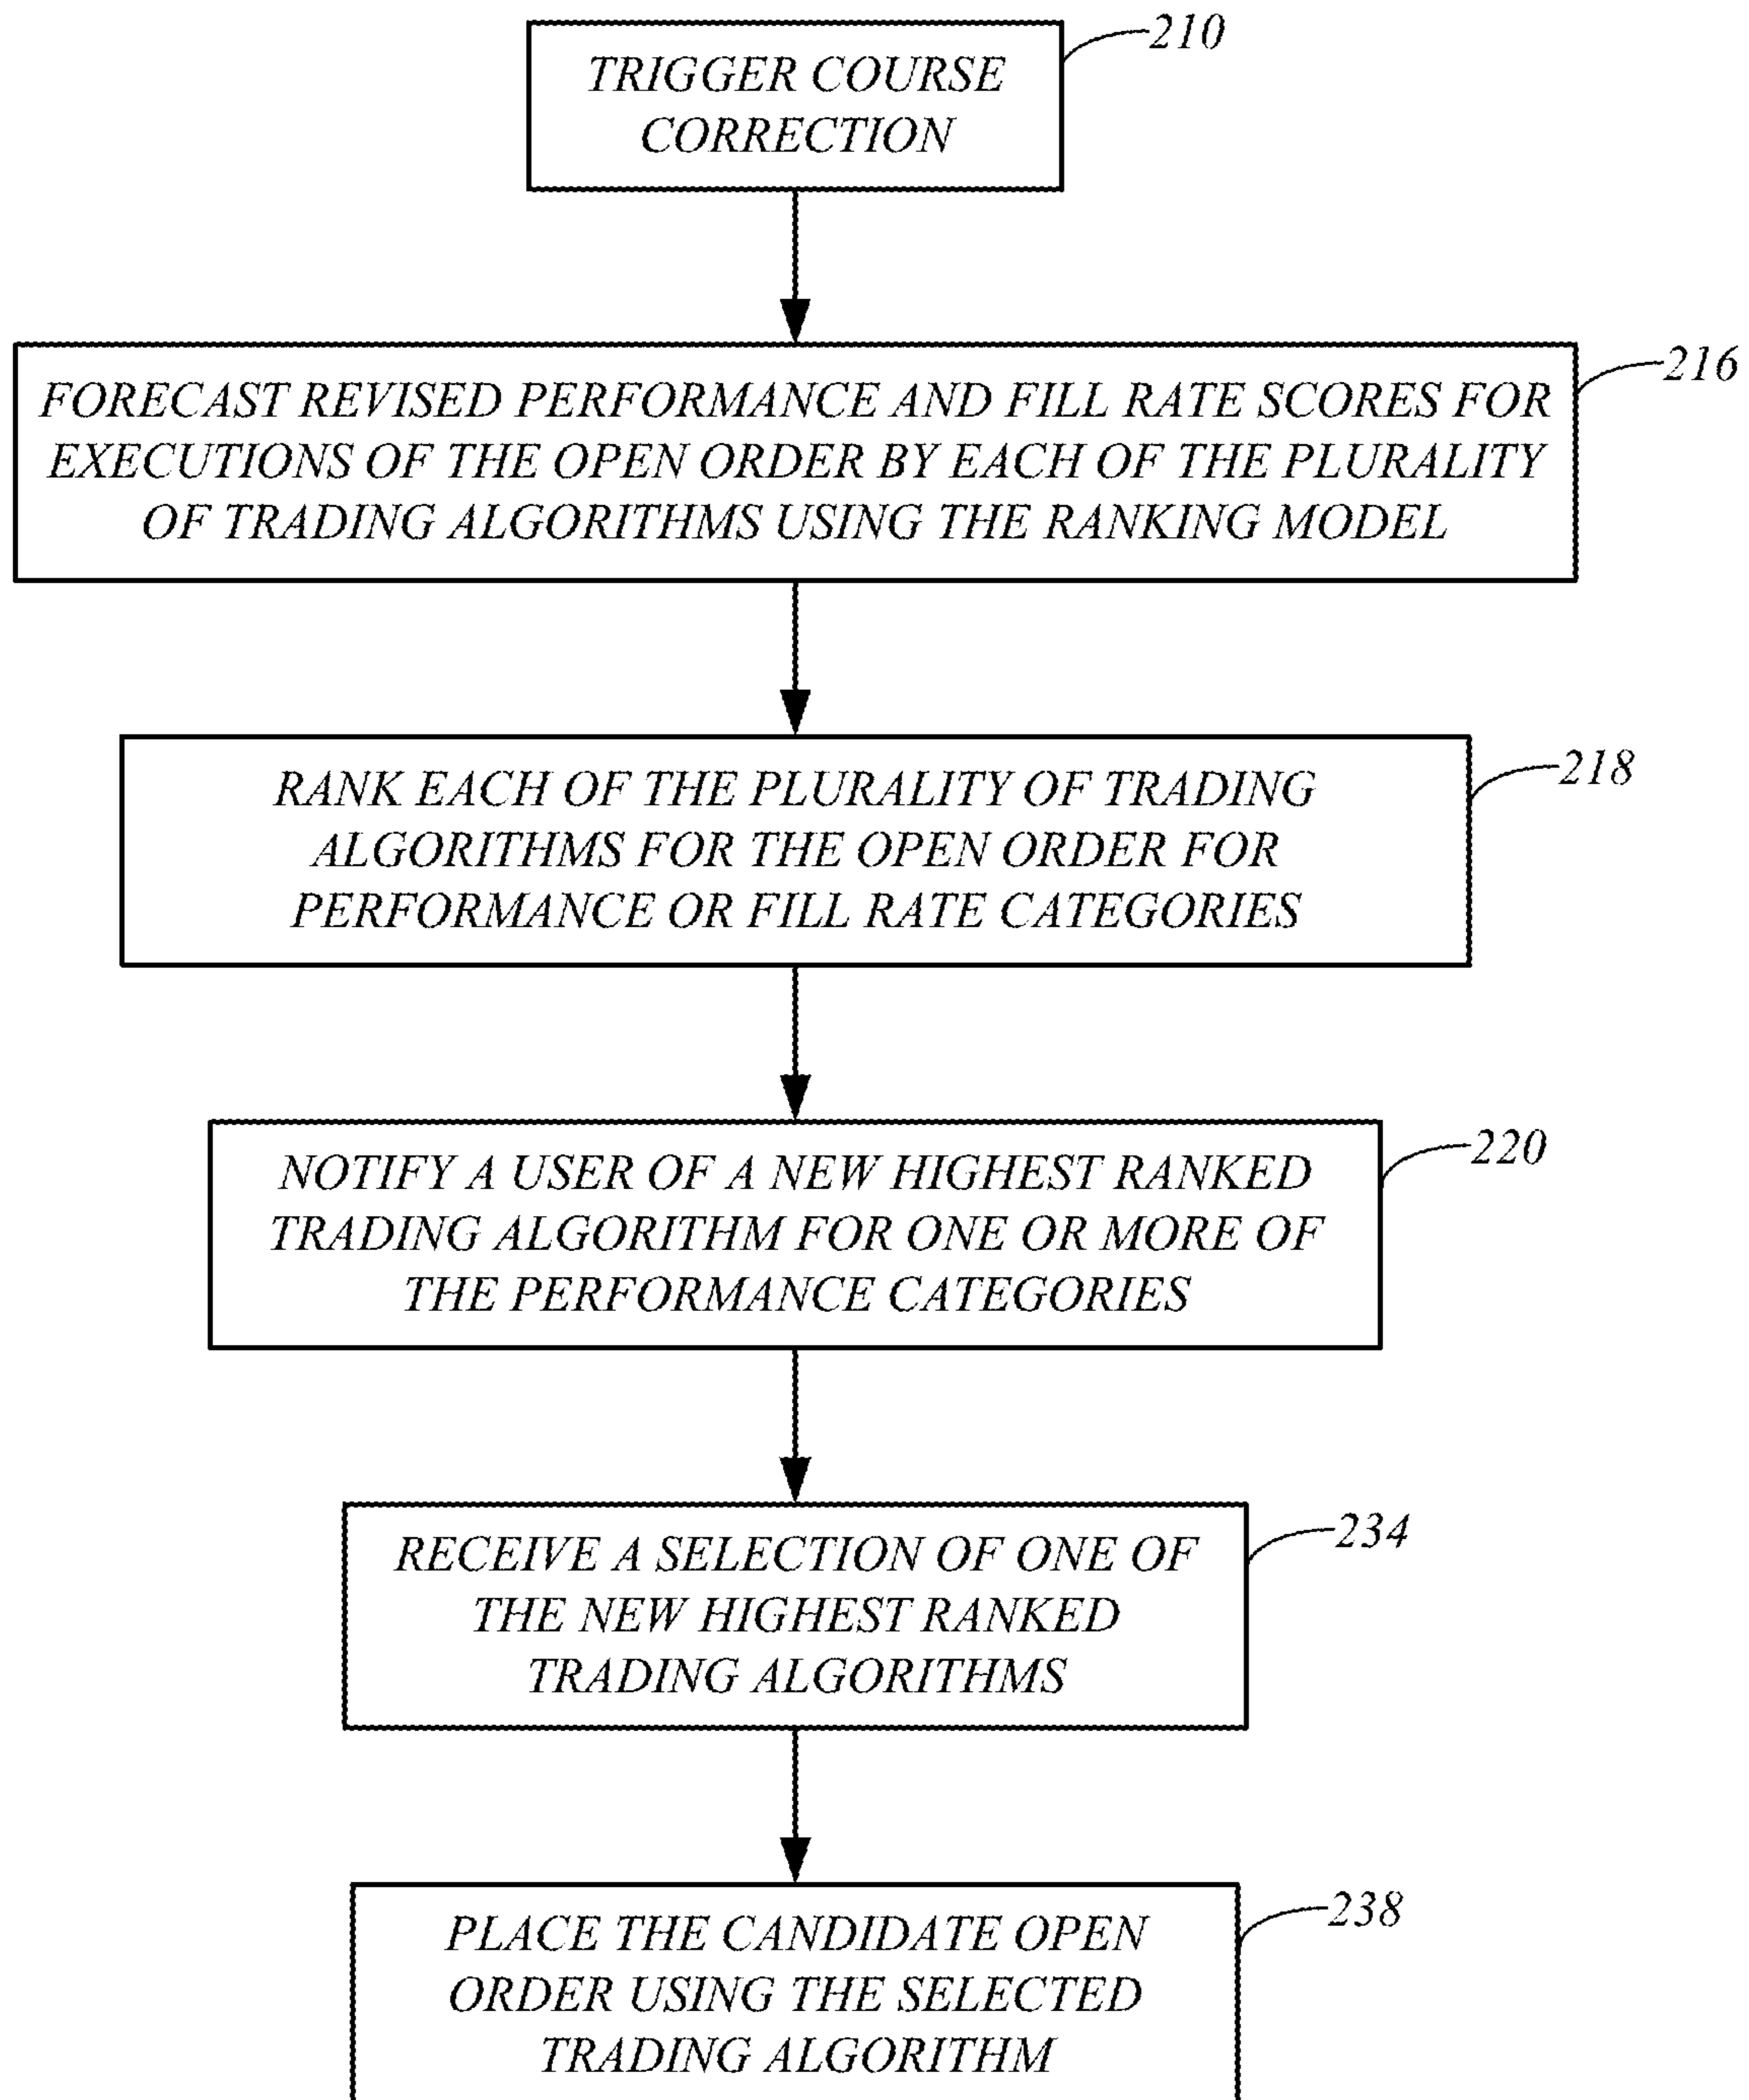 210
TRIGGER COURSE
CORRECTION
216
FORECAST REVISED PERFORMANCE AND FILL RATE SCORES FOR
EXECUTIONS OF THE OPEN ORDER BY EACH OF THE PLURALITY
OF TRADING ALGORITHMS USING THE RANKING MODEL
218
RANK EACH OF THE PLURALITY OF TRADING
ALGORITHMS FOR THE OPEN ORDER FOR
PERFORMANCE OR FILL RATE CATEGORIES
220
NOTIFY A USER OF A NEW HIGHEST RANKED
TRADING ALGORITHM FOR ONE OR MORE OF
THE PERFORMANCE CATEGORIES
234
RECEIVE A SELECTION OF ONE OF
THE NEW HIGHEST RANKED
TRADING ALGORITHMS
238
PLACE THE CANDIDATE OPEN
ORDER USING THE SELECTED
TRADING ALGORITHM